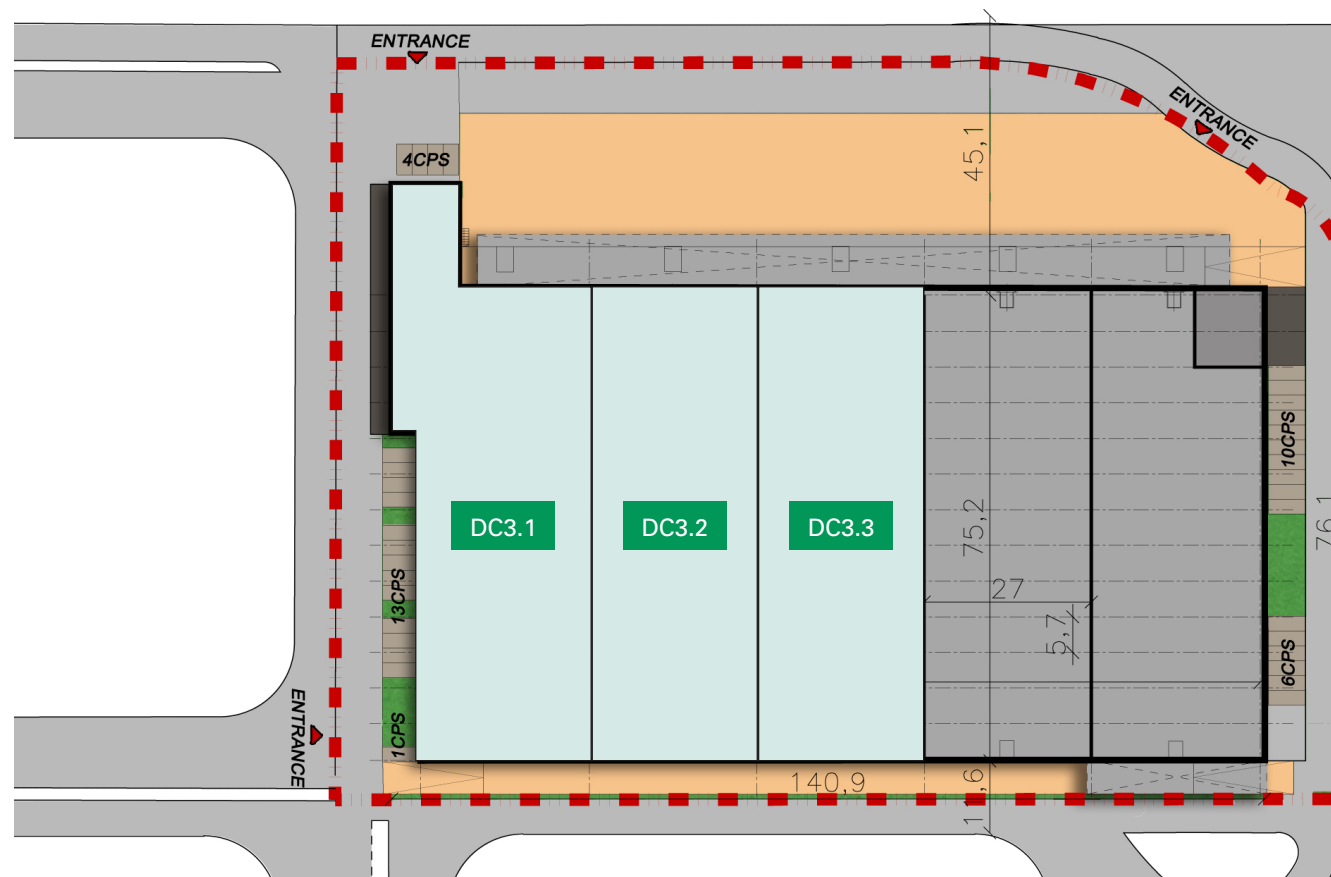 ENTRANCE
ENTRANCE
4CPS
45,1
10CPS
DC3.1
DC3.2
DC3.3
75,2
76,1
27
13CPS
5,7
6CPS
ENTRANCE
1CPS
140,9
11,6